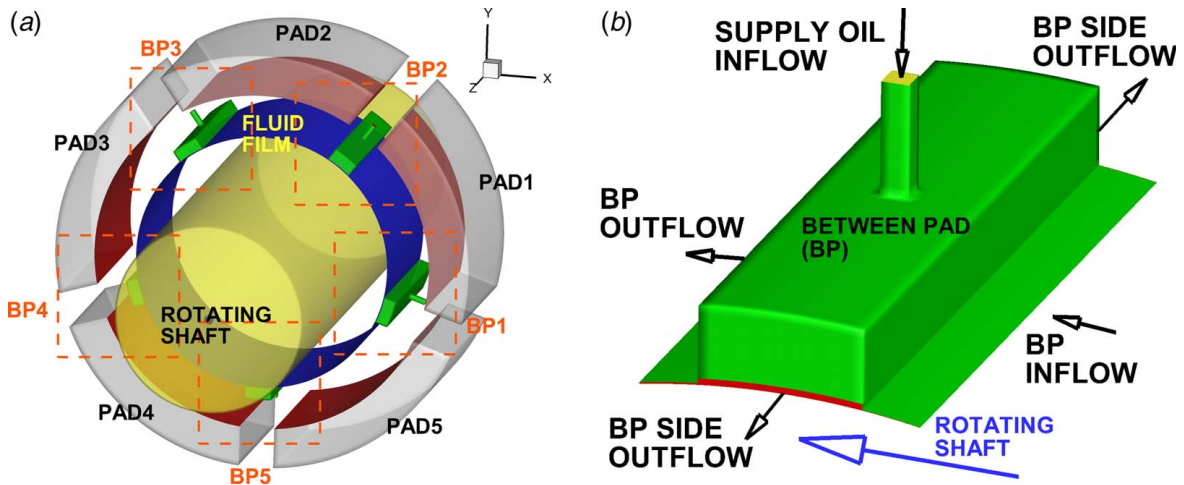 (a)
PAD2
BP3
Y
X
Z
BP2
FLUID
FILM
PAD3
PAD1
BP4
ROTATING
SHAFT
BP1
PAD4
PAD5
BP5
(b)
SUPPLY OIL
INFLOW
BP SIDE
OUTFLOW
BP
OUTFLOW
BETWEEN PAD
(BP)
BP
INFLOW
BP SIDE
OUTFLOW
ROTATING
SHAFT